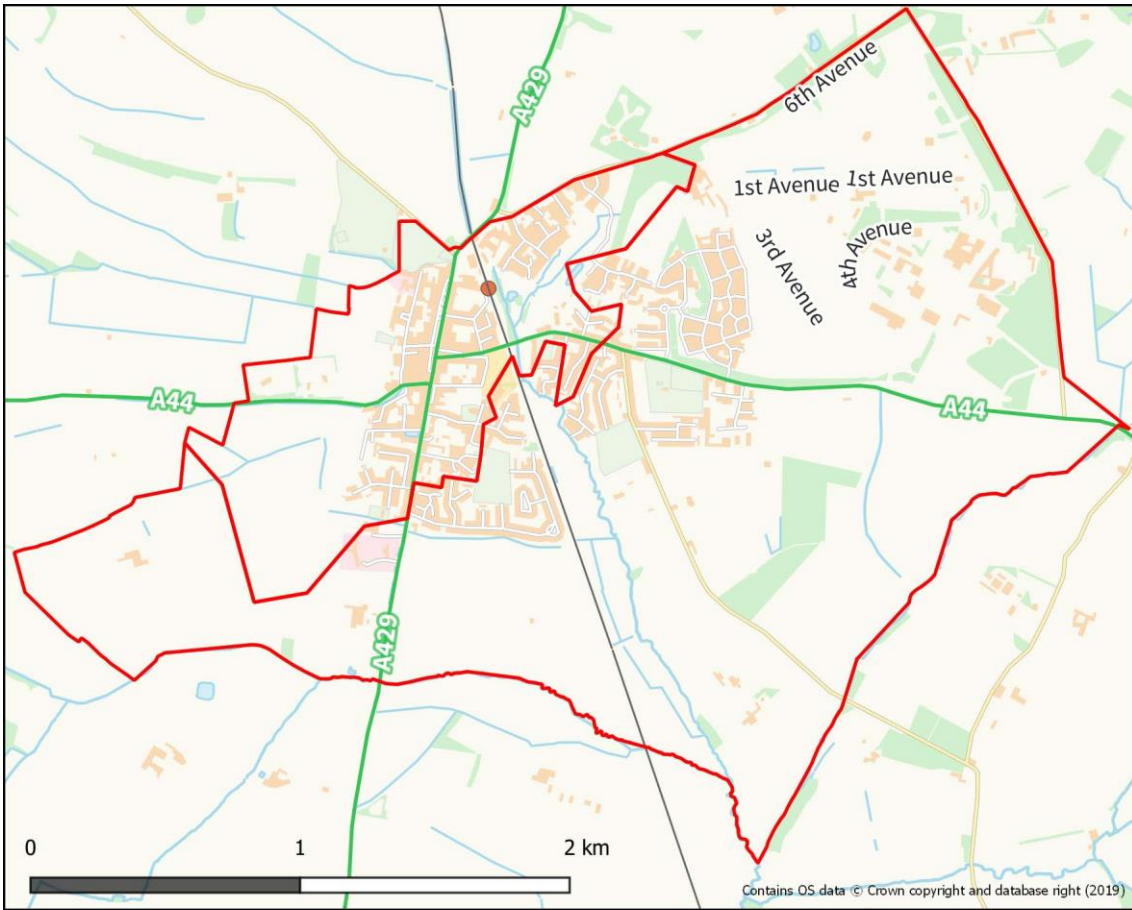 A429
6th Avenue
1st Avenue
1st Avenue
3rd Avenue
4th Avenue
A44
A44
A429
0 1 2 km
Contains OS data © Crown copyright and database right (2019)